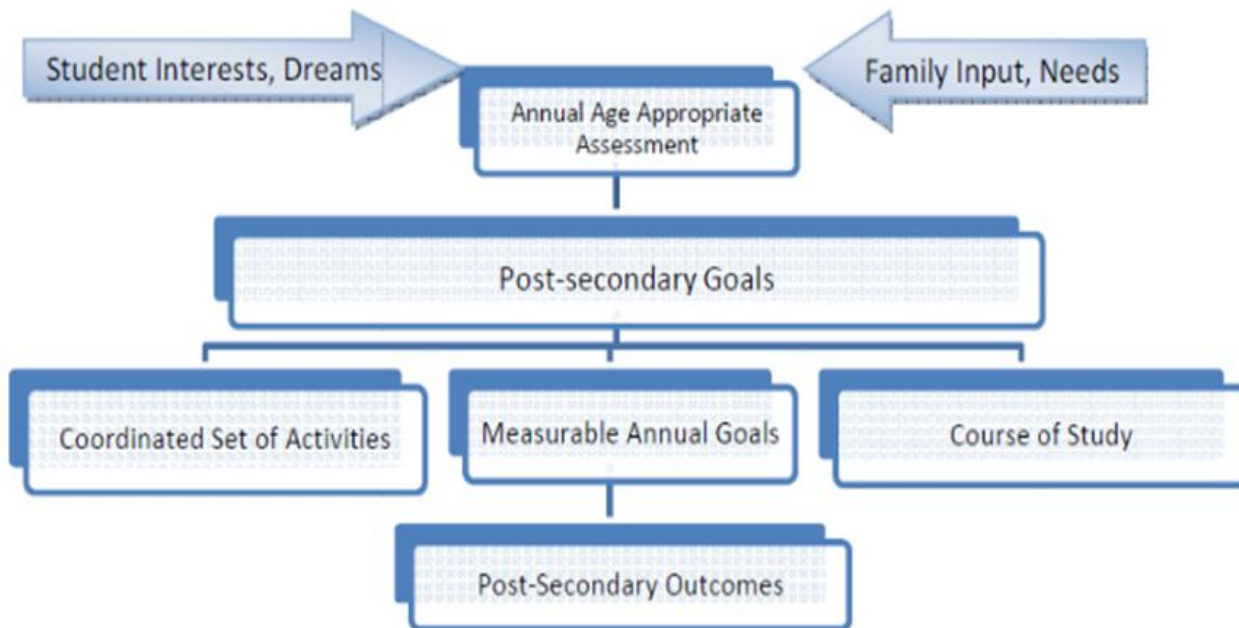 Student Interests, Dreams
Family Input, Needs
Annual Age Appropriate
Assessment
Post-secondary Goals
Coordinated Set of Activities
Measurable Annual Goals
Course of Study
Post-Secondary Outcomes